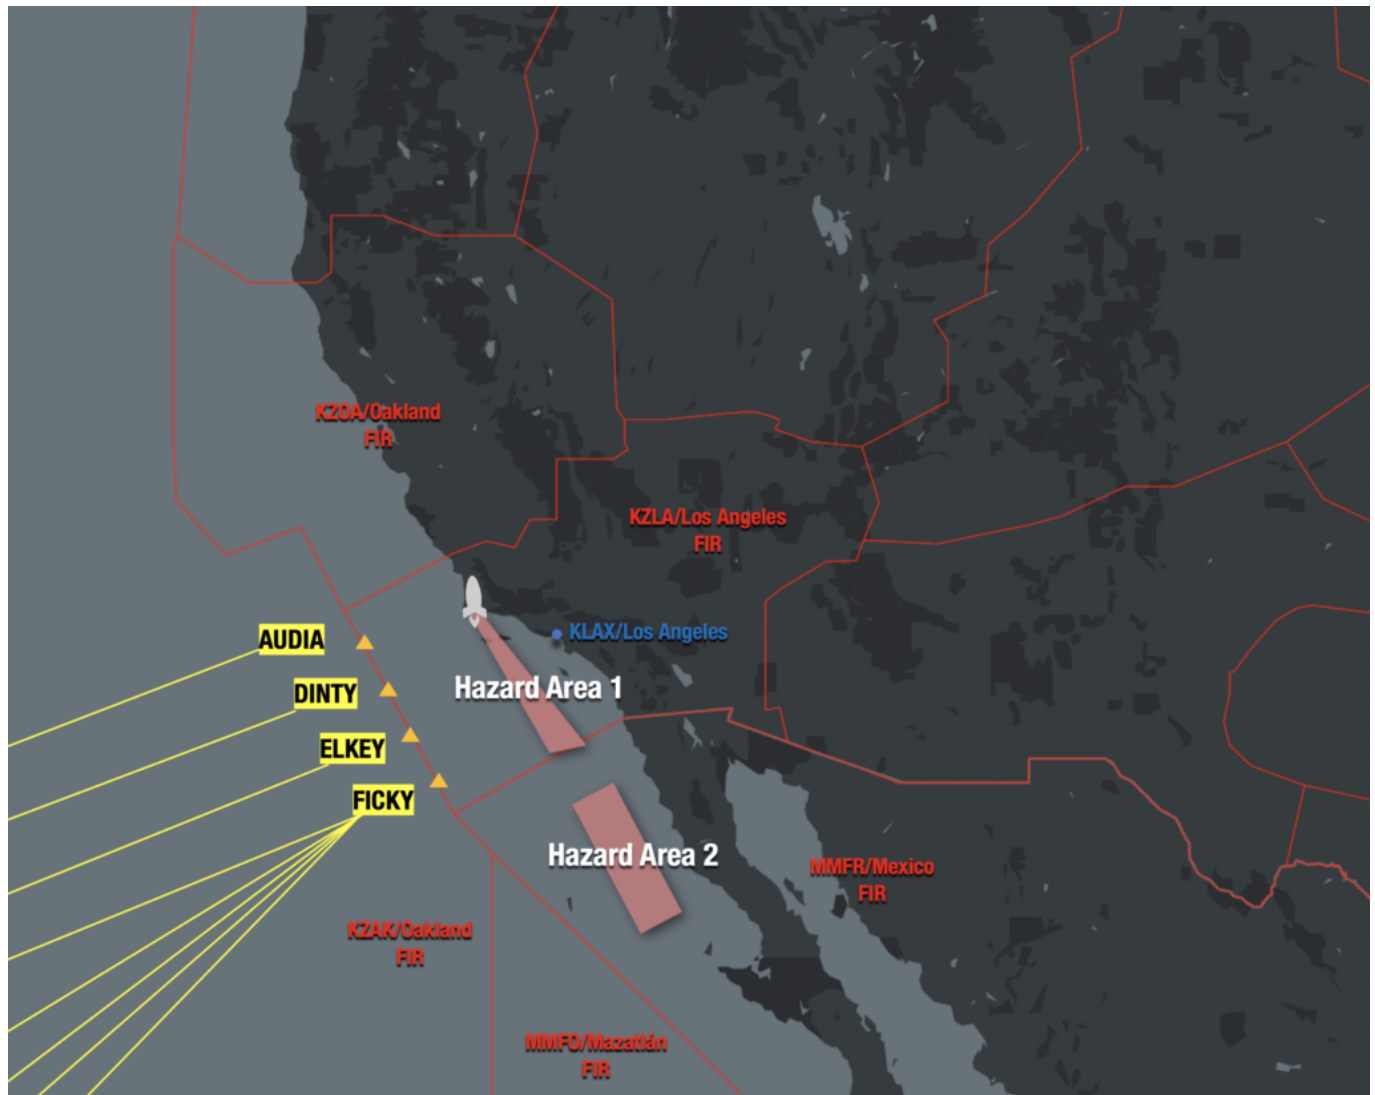 KZOA/Oakland
FIR
KZLA/Los Angeles
FIR
AUDIA
KLAX/Los Angeles
DINTY
Hazard Area 1
ELKEY
FICKY
Hazard Area 2
MMFR/Mexico
FIR
KZAK/Oakland
FIR
MMFO/Mazatlán
FIR